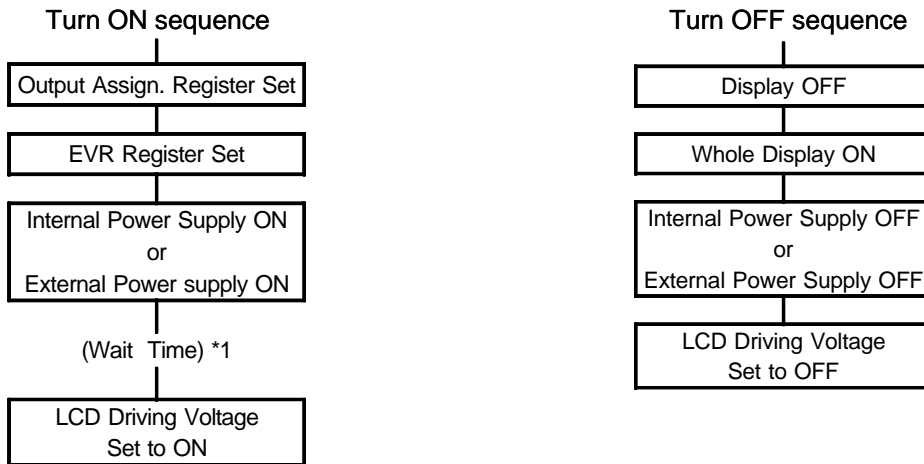 Turn ON sequence
Output Assign. Register Set
EVR Register Set
Internal Power Supply ON
or
External Power supply ON
(Wait Time) *1
LCD Driving Voltage
Set to ON
Turn OFF sequence
Display OFF
Whole Display ON
Internal Power Supply OFF
or
External Power Supply OFF
LCD Driving Voltage
Set to OFF